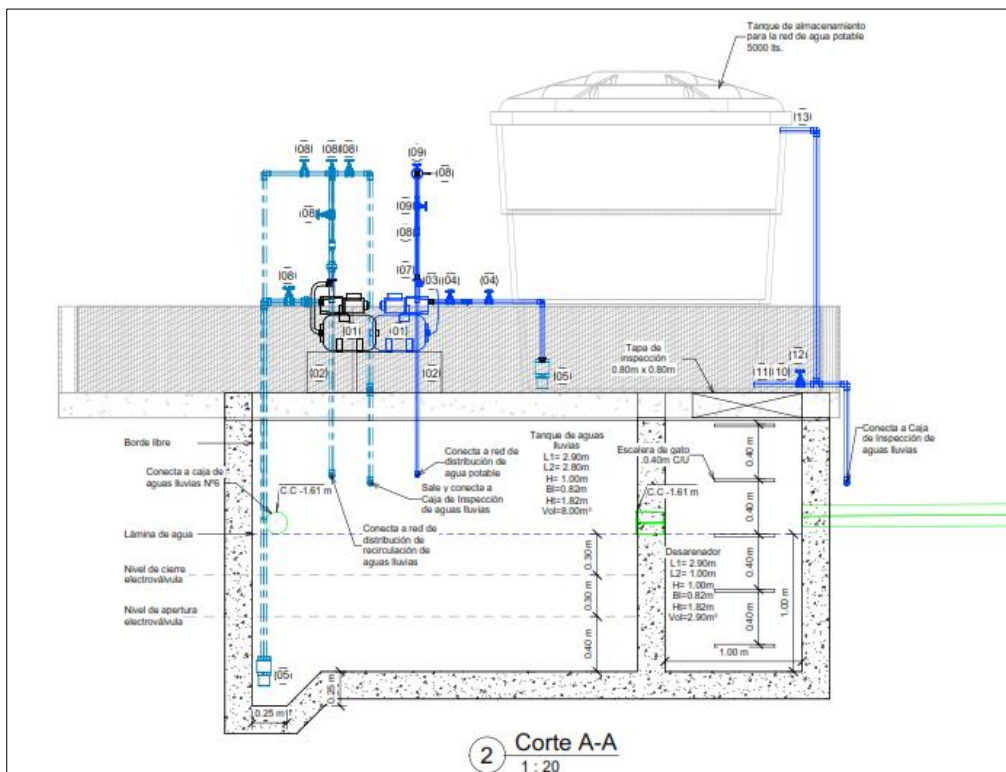 Tanque de almacenamiento
para la red de agua potable
5000 lts.
(13)
(08)
(08)
(08)
(09)
(08)
(08)
(09)
(08)
(07)
(08)
(03)
(04)
(04)
(01)
(01)
(02)
(02)
(05)
Tapa de
inspección
0.80m x 0.80m
(12)
(11)
(10)
Borde libre
Conecta a caja de
aguas lluvias Nº6
C.C -1.61 m
Lámina de agua
Nivel de cierre
electroválvula
Nivel de apertura
electroválvula
(05)
0.25 m
0.25 m
Conecta a red de
distribución de
agua potable
Sale y conecta a
Caja de Inspección
de aguas lluvias
Conecta a red de
distribución de
recirculación de
aguas lluvias
Tanque de aguas
lluvias
L1= 2.90m
L2= 2.80m
H= 1.00m
Bl=0.82m
Ht=1.82m
Vol=8.00m³
0.30 m
0.30 m
0.40 m
Escalera de gato
0.40m C/U
C.C -1.61 m
Desarenador
L1= 2.90m
L2= 1.00m
H= 1.00m
Bl=0.82m
Ht=1.82m
Vol=2.90m³
0.40 m
0.40 m
0.40 m
0.40 m
1.00 m
1.00 m
Conecta a Caja
de Inspección de
aguas lluvias
2
Corte A-A
1 : 20